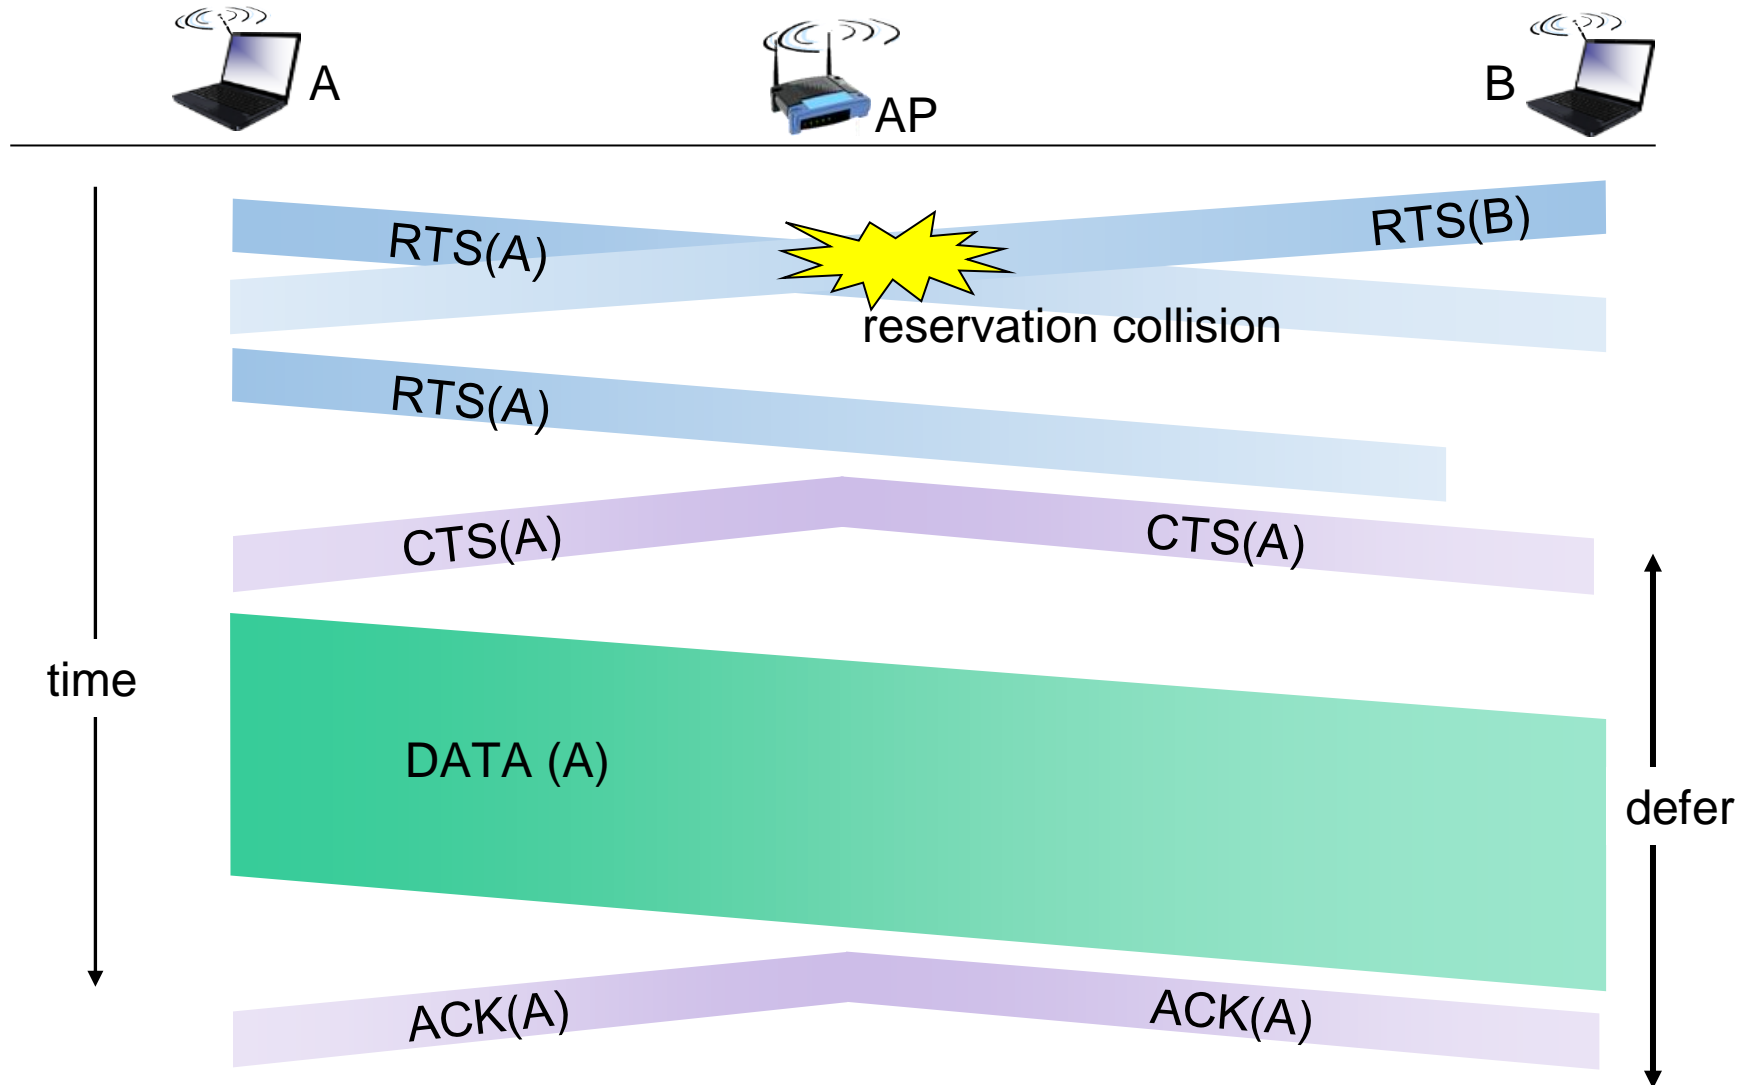 A
AP
B
RTS(A)
RTS(B)
reservation collision
RTS(A)
CTS(A)
CTS(A)
time
DATA (A)
defer
ACK(A)
ACK(A)